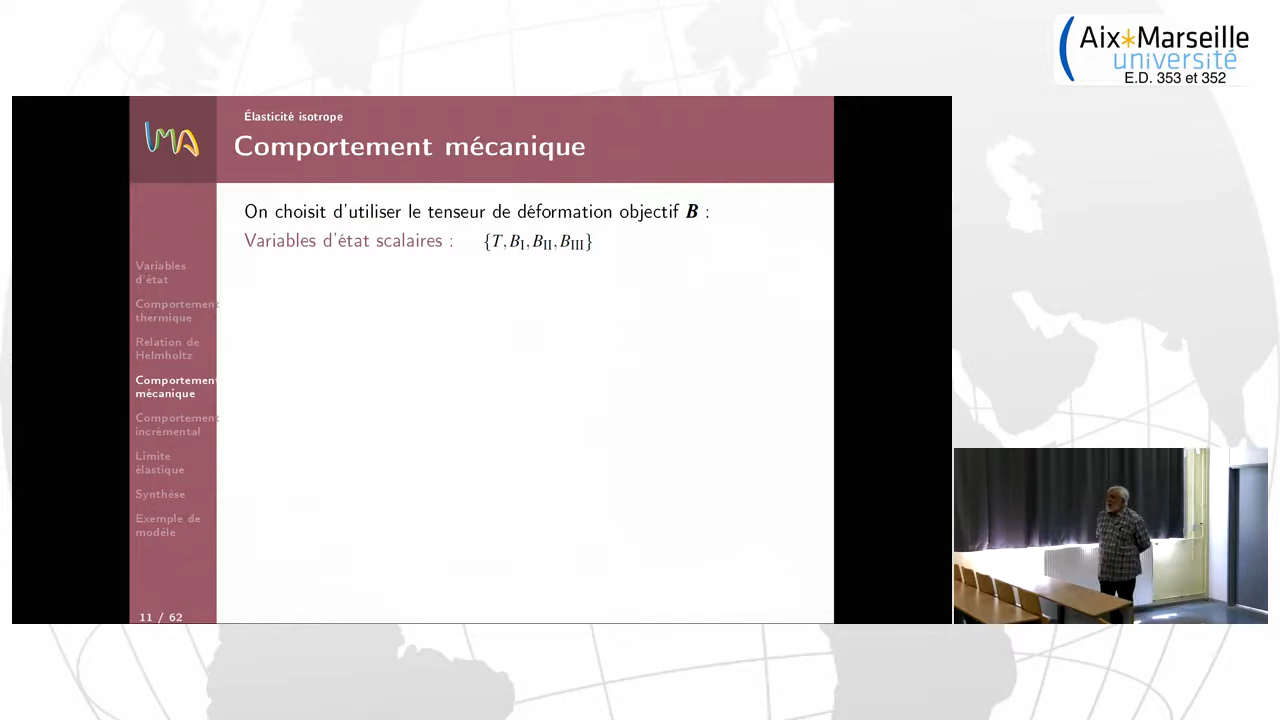 Aix*Marseille
université
E.D. 353 et 352
Élasticité isotrope
Comportement mécanique
On choisit d'utiliser le tenseur de déformation objectif B :
Variables d'état scalaires : {T, B_I, B_II, B_III}
Variables
d'état
Comportement
thermique
Relation de
Helmholtz
Comportement
mécanique
Comportement
incrémental
Limite
élastique
Synthèse
Exemple de
modèle
11 / 62
LMA